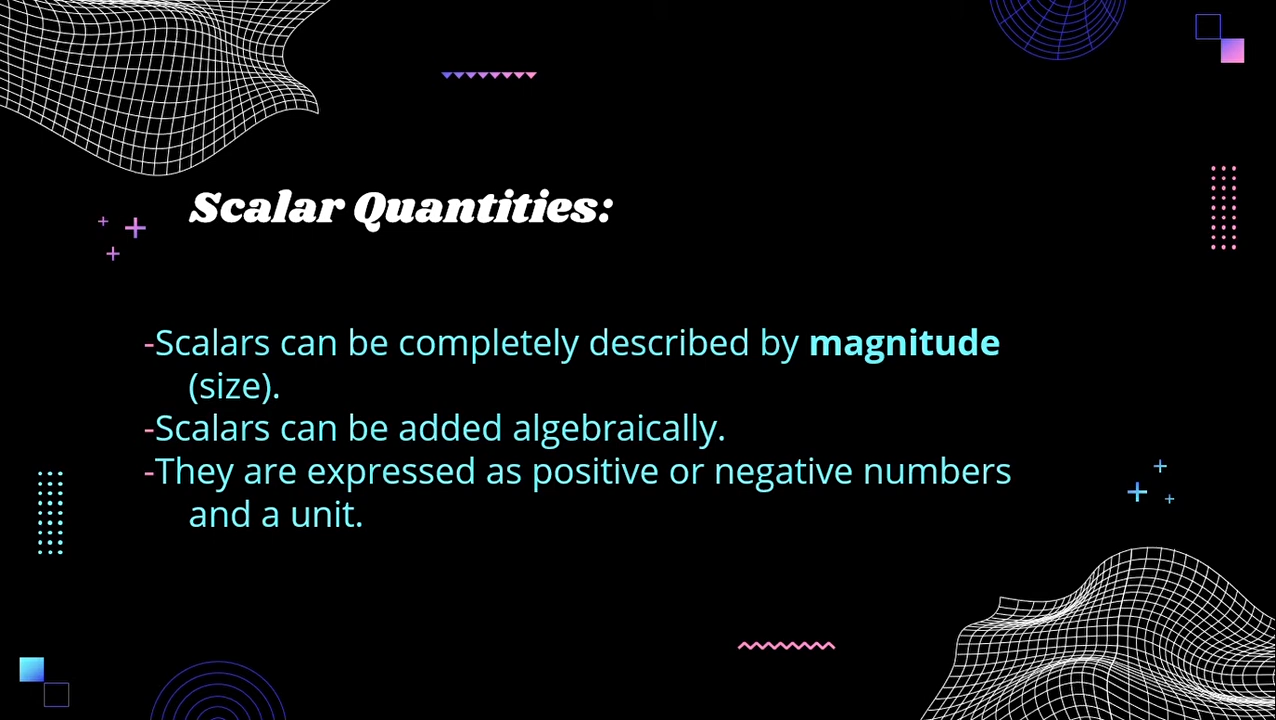 Scalar Quantities:
-Scalars can be completely described by magnitude
(size).
-Scalars can be added algebraically.
-They are expressed as positive or negative numbers
and a unit.